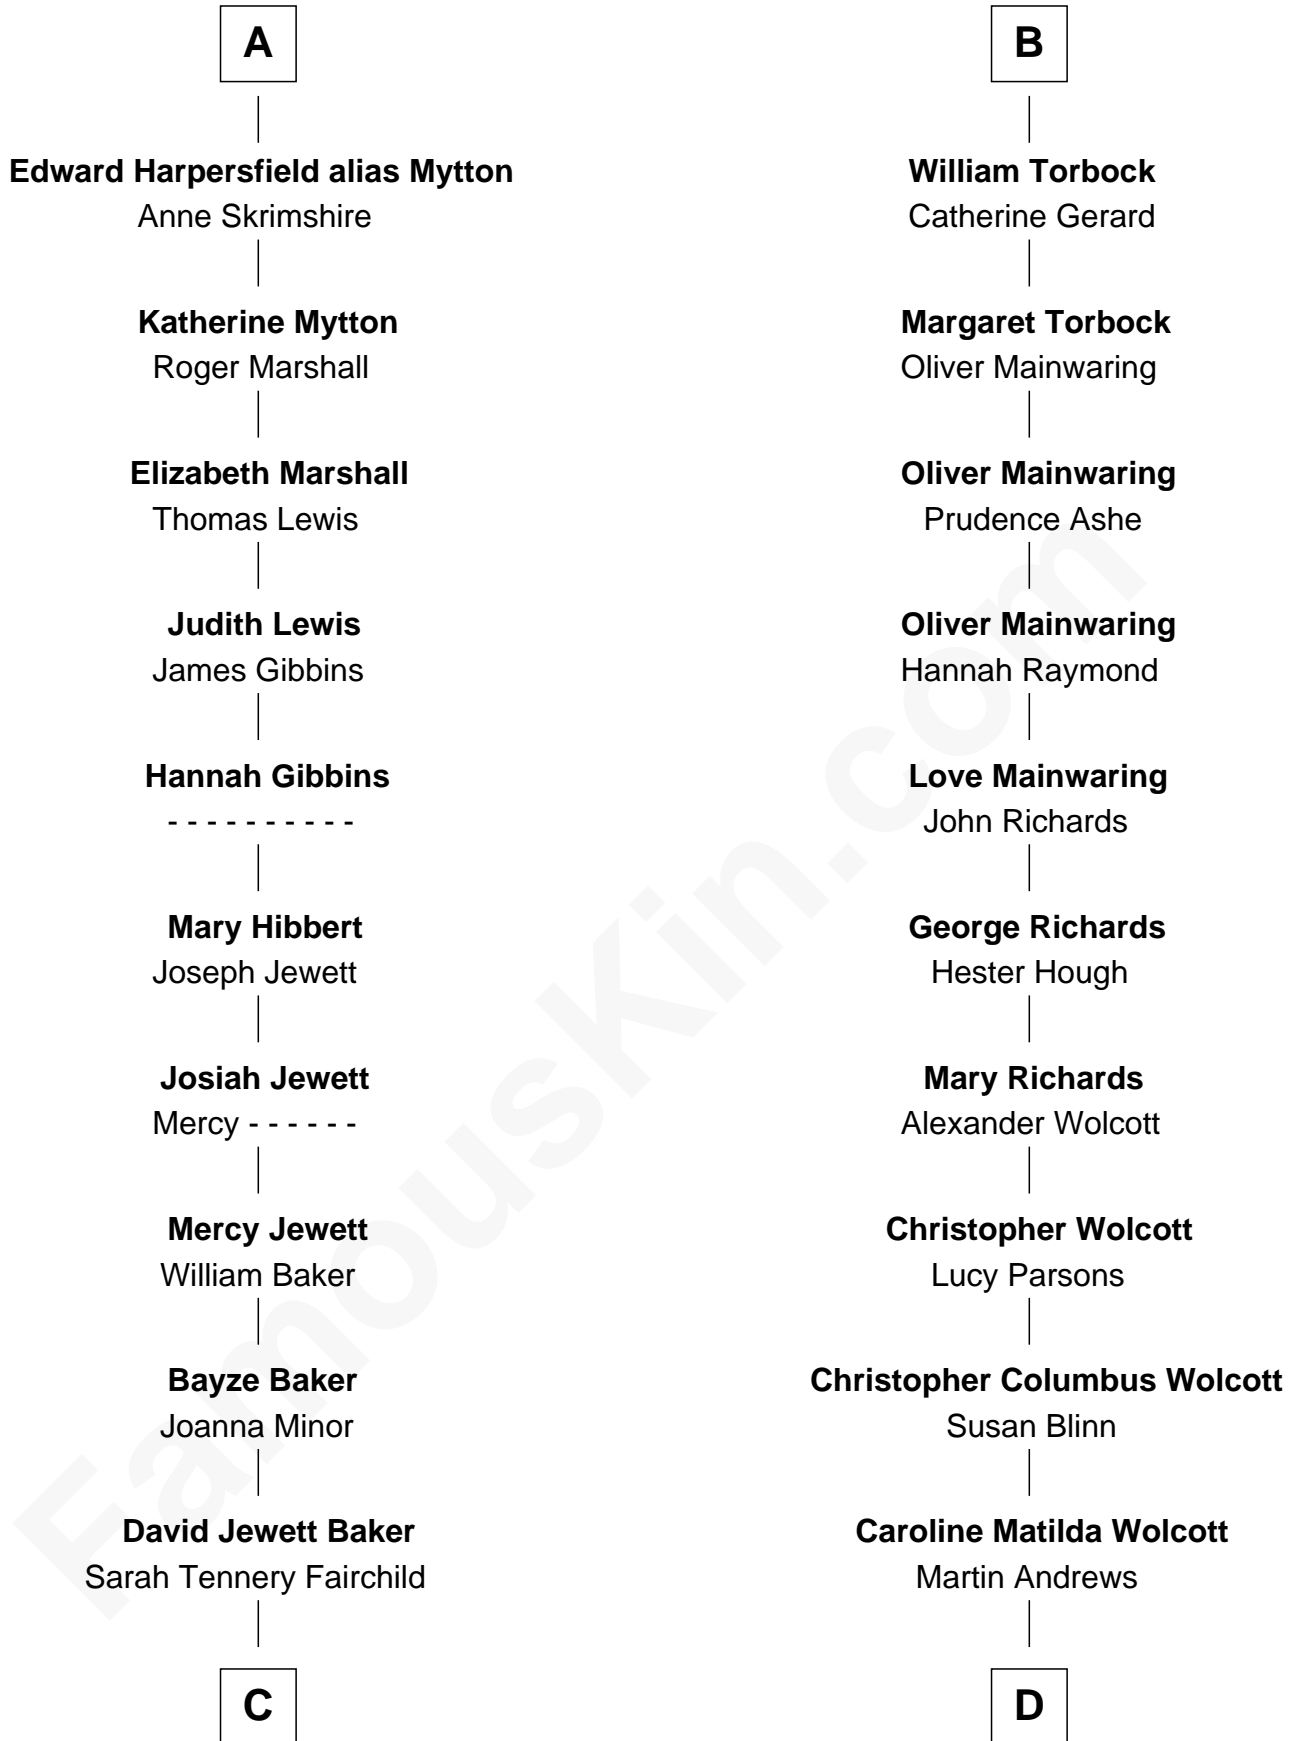 A
Edward Harpersfield alias Mytton
Anne Skrimshire
Katherine Mytton
Roger Marshall
Elizabeth Marshall
Thomas Lewis
Judith Lewis
James Gibbins
Hannah Gibbins
- - - - - - - - - -
Mary Hibbert
Joseph Jewett
Josiah Jewett
Mercy - - - - - -
Mercy Jewett
William Baker
Bayze Baker
Joanna Minor
David Jewett Baker
Sarah Tennery Fairchild
C
B
William Torbock
Catherine Gerard
Margaret Torbock
Oliver Mainwaring
Oliver Mainwaring
Prudence Ashe
Oliver Mainwaring
Hannah Raymond
Love Mainwaring
John Richards
George Richards
Hester Hough
Mary Richards
Alexander Wolcott
Christopher Wolcott
Lucy Parsons
Christopher Columbus Wolcott
Susan Blinn
Caroline Matilda Wolcott
Martin Andrews
D
FamousKin.com